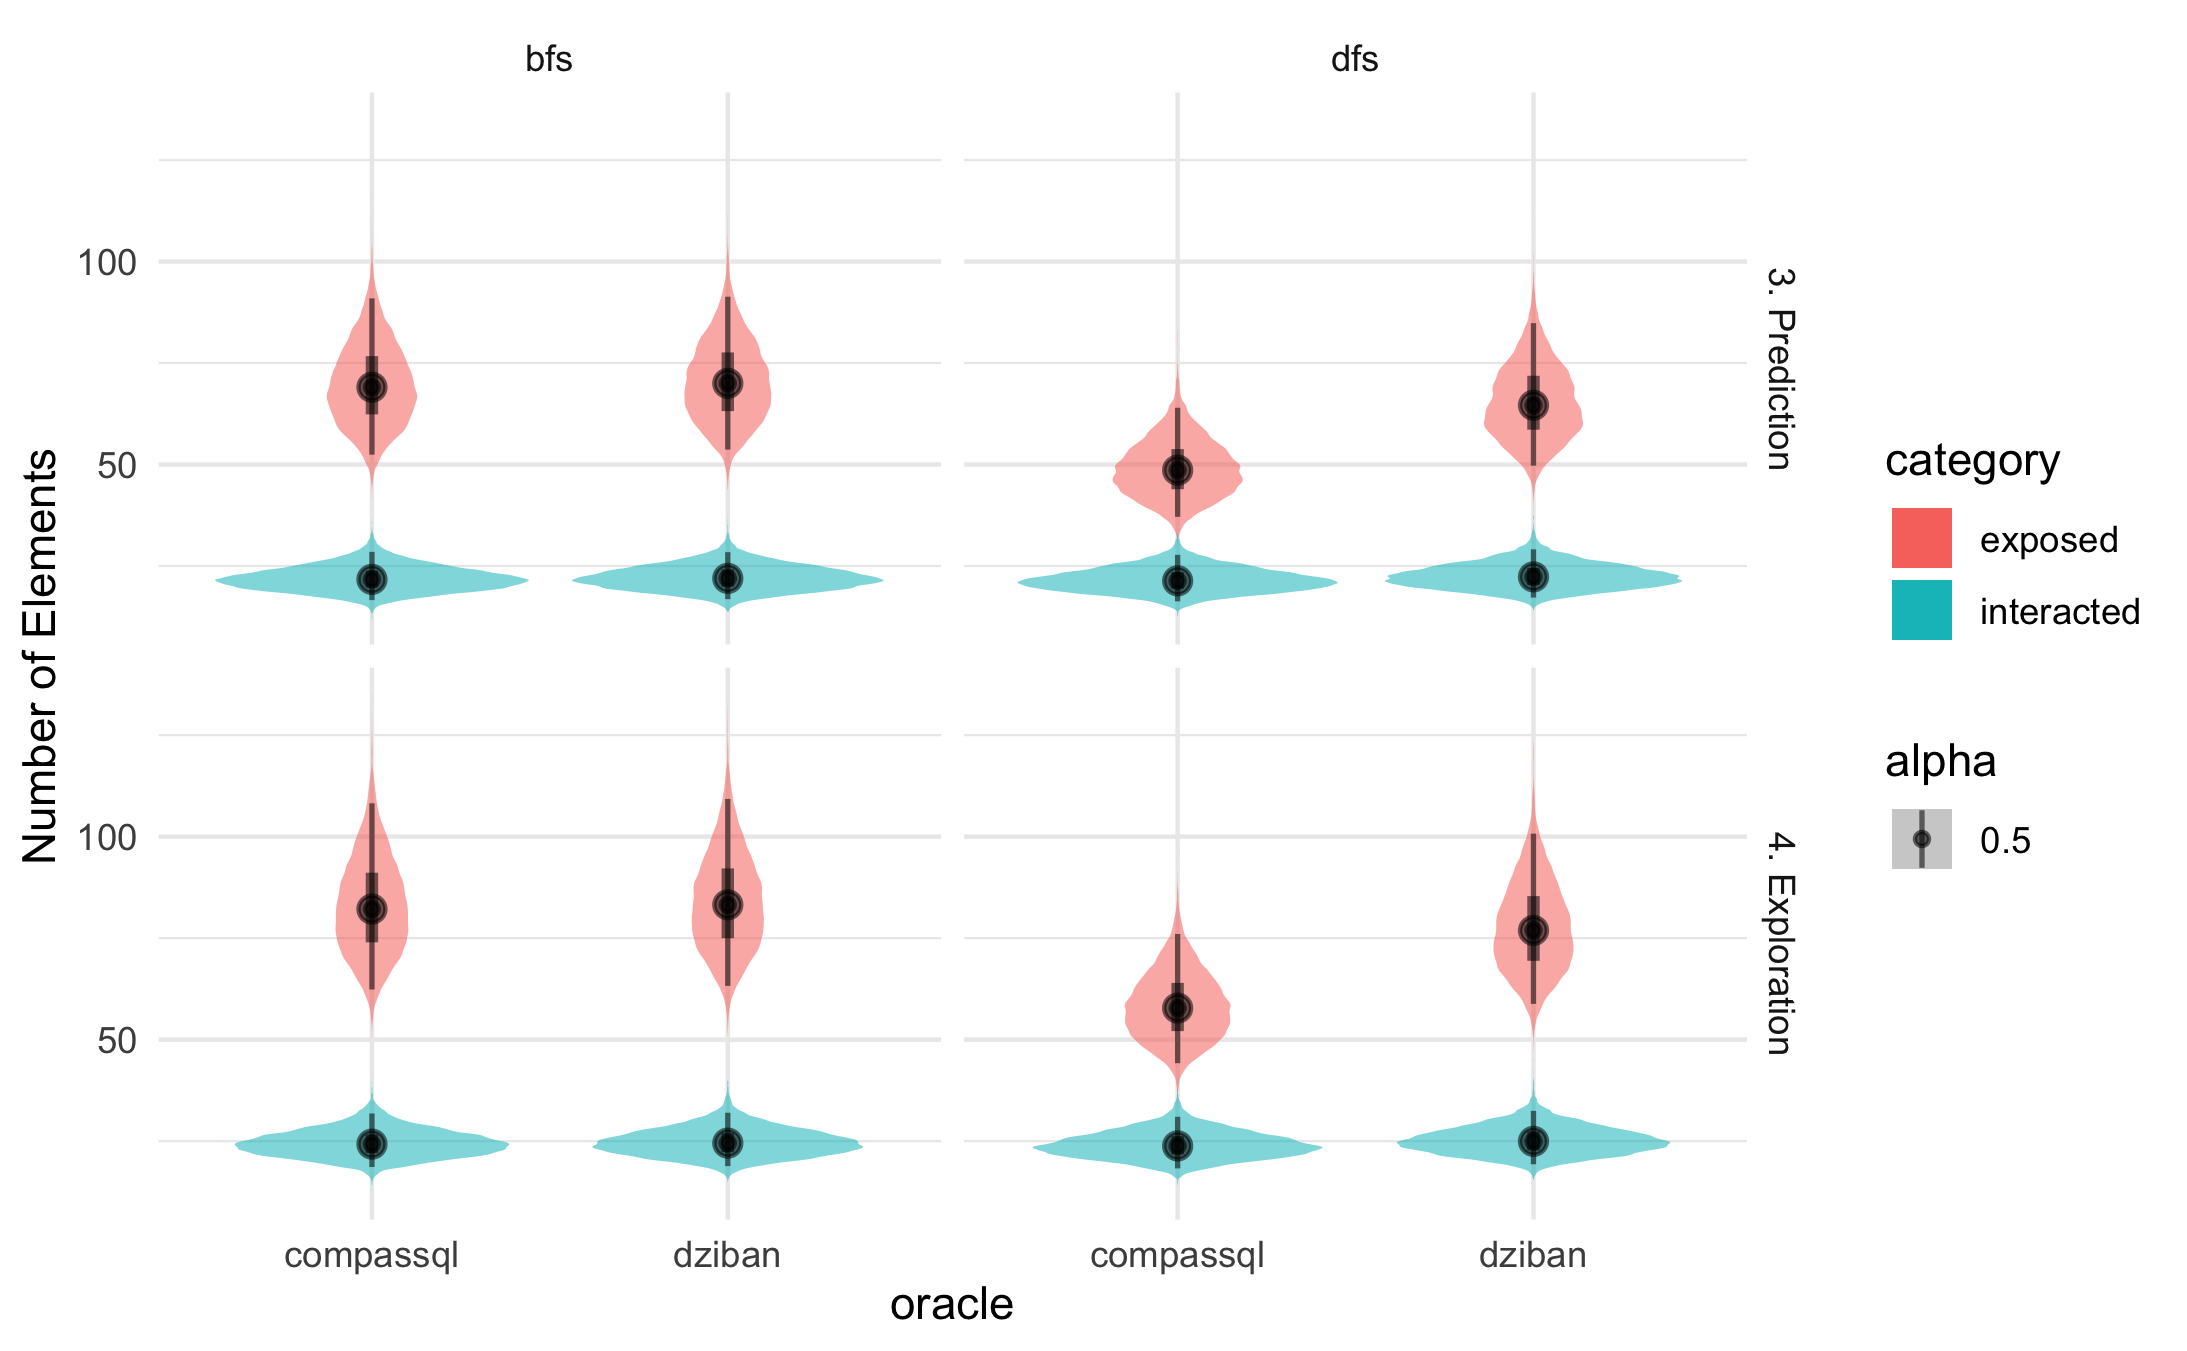 bfs
dfs
100
50
3. Prediction
100
50
4. Exploration
Number of Elements
compassql
dziban
compassql
dziban
oracle
category
exposed
interacted
alpha
0.5